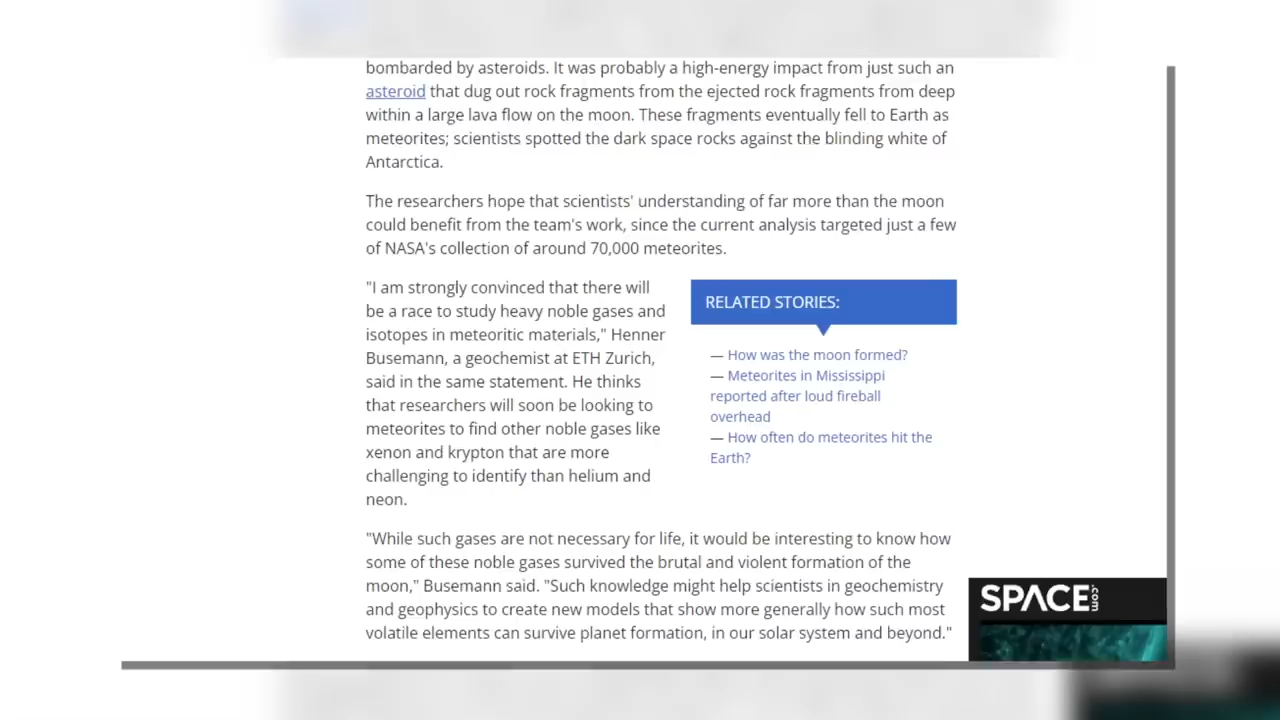 bombarded by asteroids. It was probably a high-energy impact from just such an
asteroid that dug out rock fragments from the ejected rock fragments from deep
within a large lava flow on the moon. These fragments eventually fell to Earth as
meteorites; scientists spotted the dark space rocks against the blinding white of
Antarctica.
The researchers hope that scientists' understanding of far more than the moon
could benefit from the team's work, since the current analysis targeted just a few
of NASA's collection of around 70,000 meteorites.
"I am strongly convinced that there will
be a race to study heavy noble gases and
isotopes in meteoritic materials," Henner
Busemann, a geochemist at ETH Zurich,
said in the same statement. He thinks
that researchers will soon be looking to
meteorites to find other noble gases like
xenon and krypton that are more
challenging to identify than helium and
neon.
RELATED STORIES:
— How was the moon formed?
— Meteorites in Mississippi
reported after loud fireball
overhead
— How often do meteorites hit the
Earth?
"While such gases are not necessary for life, it would be interesting to know how
some of these noble gases survived the brutal and violent formation of the
moon," Busemann said. "Such knowledge might help scientists in geochemistry
and geophysics to create new models that show more generally how such most
volatile elements can survive planet formation, in our solar system and beyond."
SPACE.com